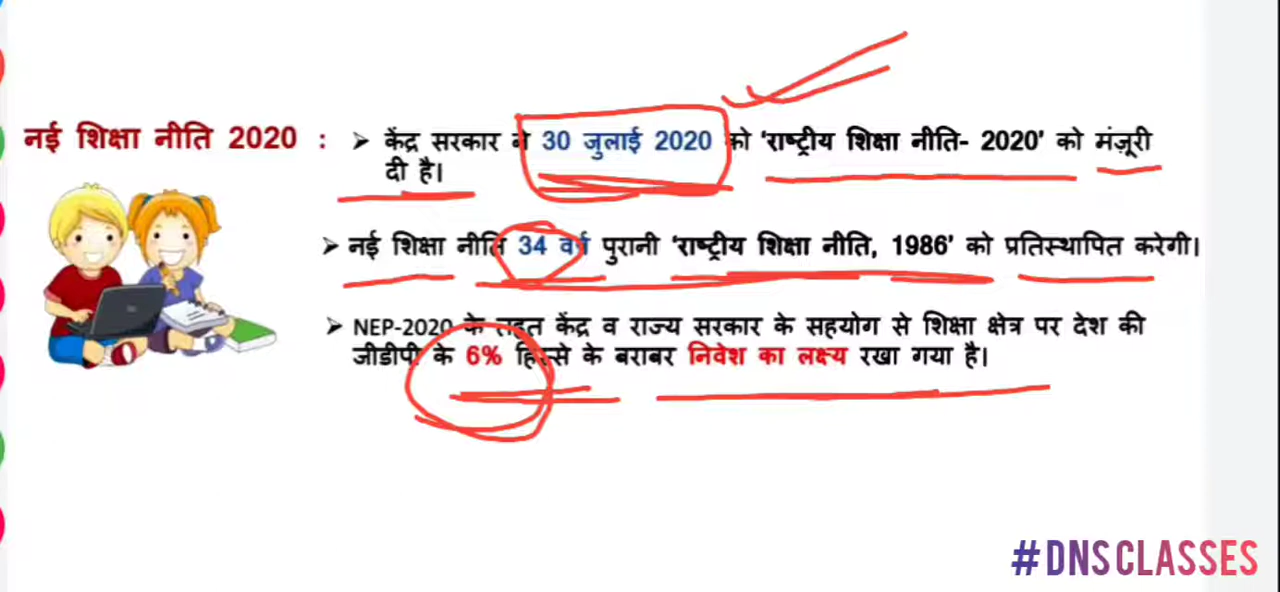 नई शिक्षा नीति 2020 : ➢ केंद्र सरकार ने 30 जुलाई 2020 को 'राष्ट्रीय शिक्षा नीति- 2020' को मंज़ूरी
दी है।
➢ नई शिक्षा नीति 34 वर्ष पुरानी 'राष्ट्रीय शिक्षा नीति, 1986' को प्रतिस्थापित करेगी।
➢ NEP-2020 के तहत केंद्र व राज्य सरकार के सहयोग से शिक्षा क्षेत्र पर देश की
जीडीपी के 6% हिस्से के बराबर निवेश का लक्ष्य रखा गया है।
#DNSCLASSES